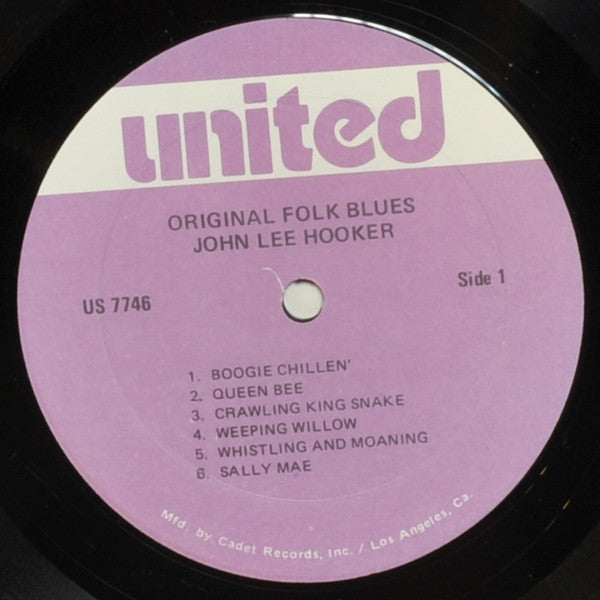 united
ORIGINAL FOLK BLUES
JOHN LEE HOOKER
US 7746
Side 1
1. BOOGIE CHILLEN'
2. QUEEN BEE
3. CRAWLING KING SNAKE
4. WEEPING WILLOW
5. WHISTLING AND MOANING
6. SALLY MAE
Mfd. by Cadet Records, Inc. / Los Angeles, Ca.